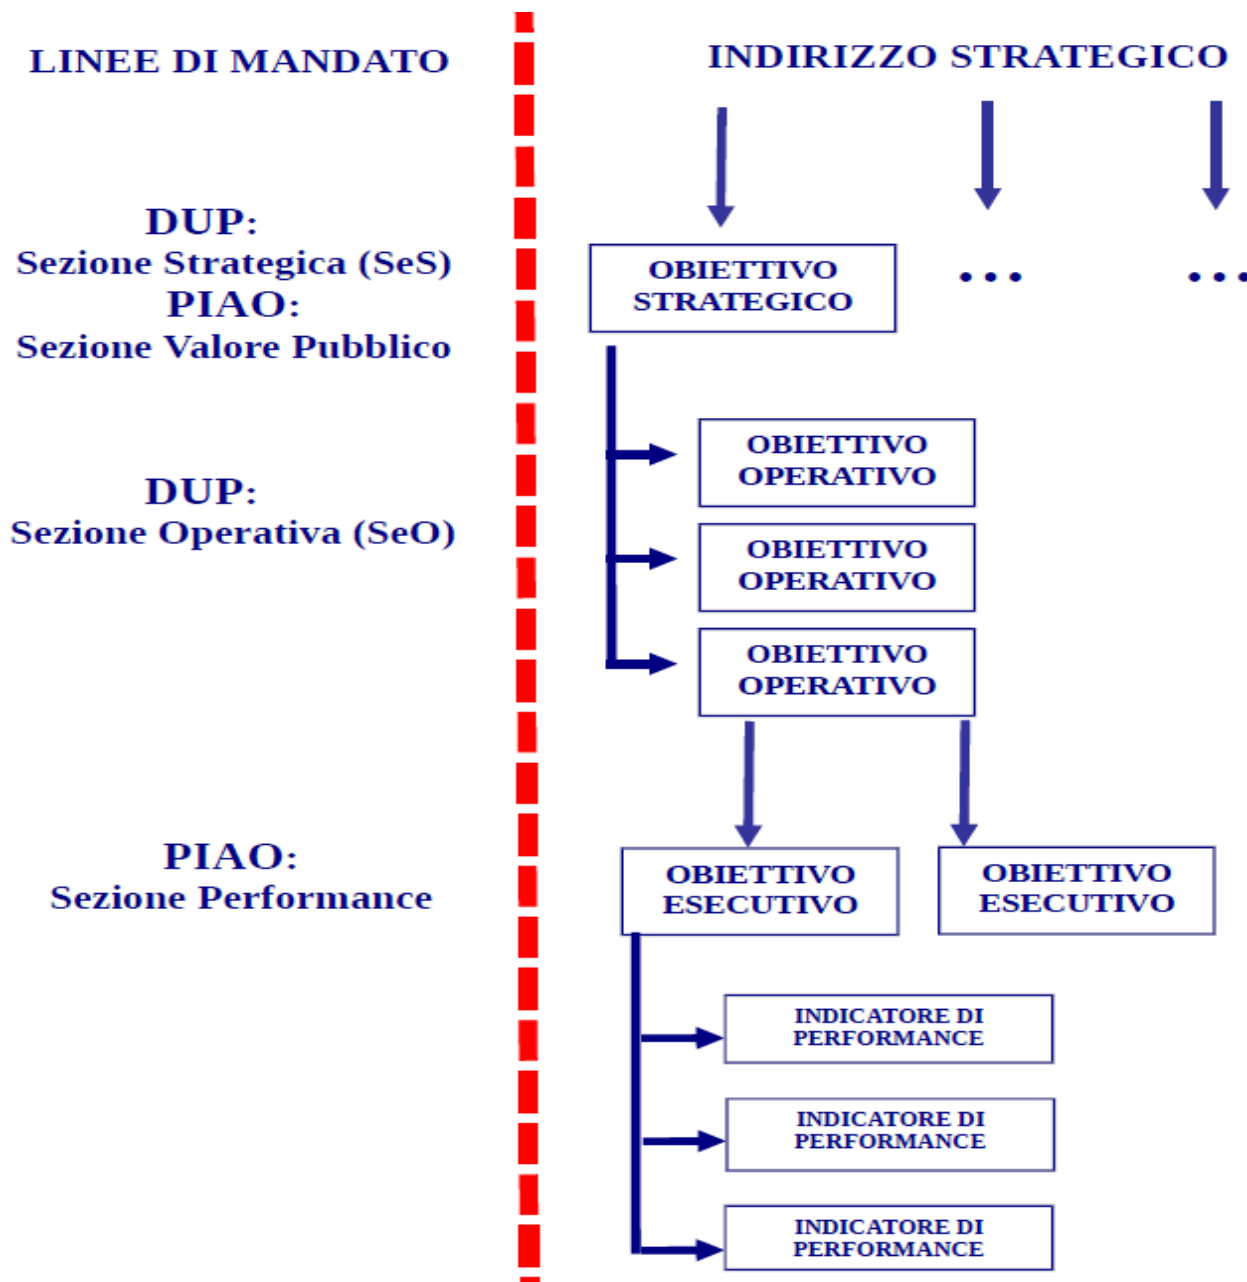 LINEE DI MANDATO
INDIRIZZO STRATEGICO
DUP:
Sezione Strategica (SeS)
PIAO:
Sezione Valore Pubblico
OBIETTIVO
STRATEGICO
...
...
DUP:
Sezione Operativa (SeO)
OBIETTIVO
OPERATIVO
OBIETTIVO
OPERATIVO
OBIETTIVO
OPERATIVO
PIAO:
Sezione Performance
OBIETTIVO
ESECUTIVO
OBIETTIVO
ESECUTIVO
INDICATORE DI
PERFORMANCE
INDICATORE DI
PERFORMANCE
INDICATORE DI
PERFORMANCE